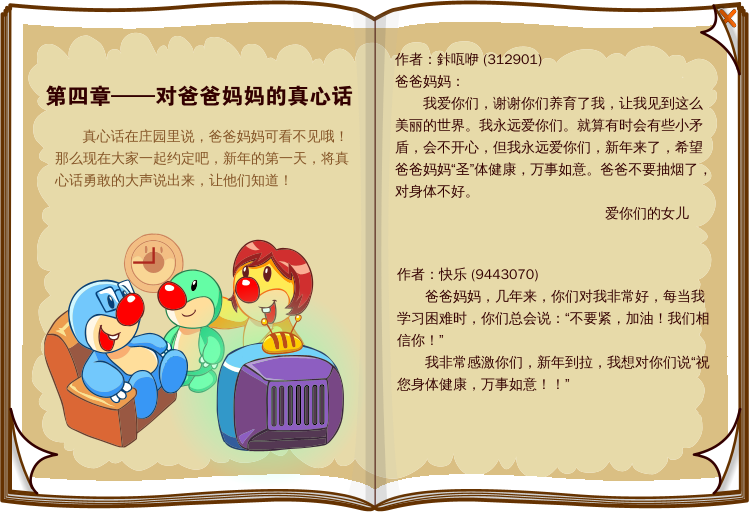 第四章——对爸爸妈妈的真心话
真心话在庄园里说，爸爸妈妈可看不见哦！
那么现在大家一起约定吧，新年的第一天，将真
心话勇敢的大声说出来，让他们知道！
作者：鉲咓咿 (312901)
爸爸妈妈：
我爱你们，谢谢你们养育了我，让我见到这么
美丽的世界。我永远爱你们。就算有时会有些小矛
盾，会不开心，但我永远爱你们，新年来了，希望
爸爸妈妈“圣”体健康，万事如意。爸爸不要抽烟了，
对身体不好。
爱你们的女儿
作者：快乐 (9443070)
爸爸妈妈，几年来，你们对我非常好，每当我
学习困难时，你们总会说：“不要紧，加油！我们相
信你！”
我非常感激你们，新年到拉，我想对你们说“祝
您身体健康，万事如意！！”